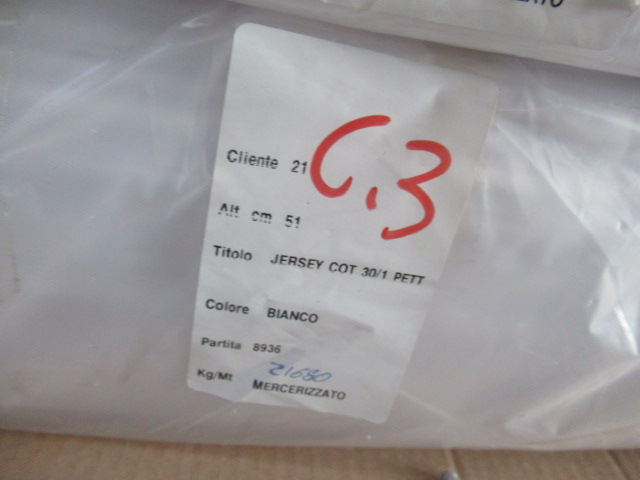 Cliente 21
6.3
Alt cm 51
Titolo JERSEY COT 30/1 PETT
Colore BIANCO
Partita 8936
Kg/Mt 21680
MERCERIZZATO